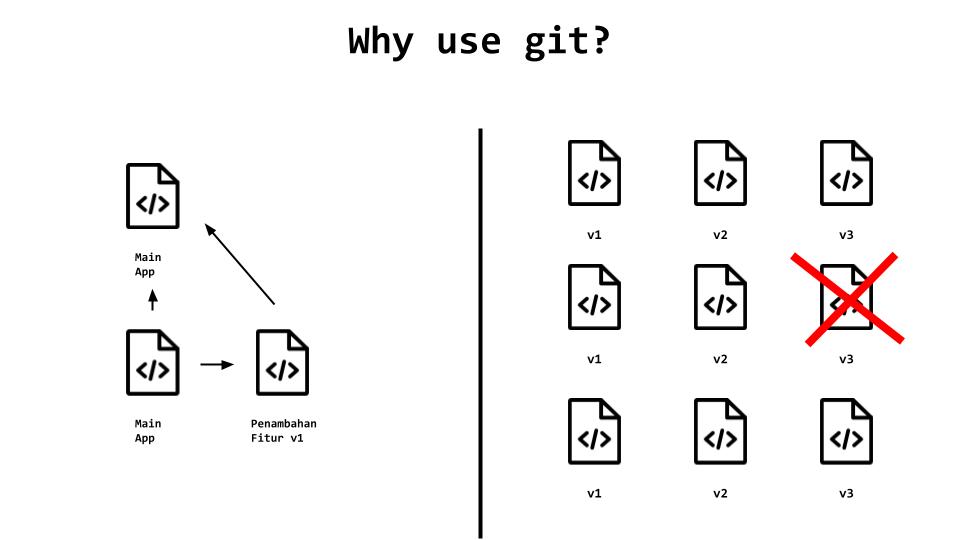 Why use git?
Main
App
Main
App
Penambahan
Fitur v1
</>
</>
</>
v1
v2
v3
</>
</>
</>
v1
v2
v3
</>
</>
</>
v1
v2
v3
</>
</>
</>